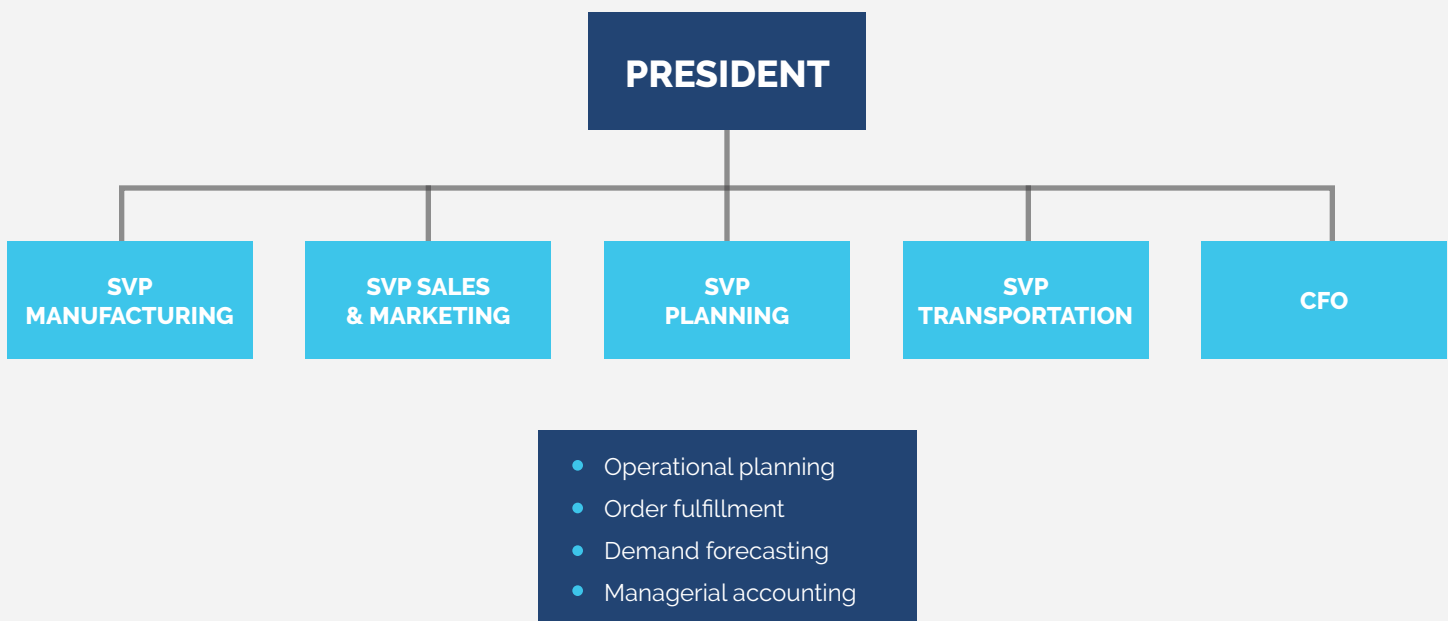 PRESIDENT
SVP
MANUFACTURING
SVP SALES
& MARKETING
SVP
PLANNING
SVP
TRANSPORTATION
CFO
Operational planning
Order fulfillment
Demand forecasting
Managerial accounting